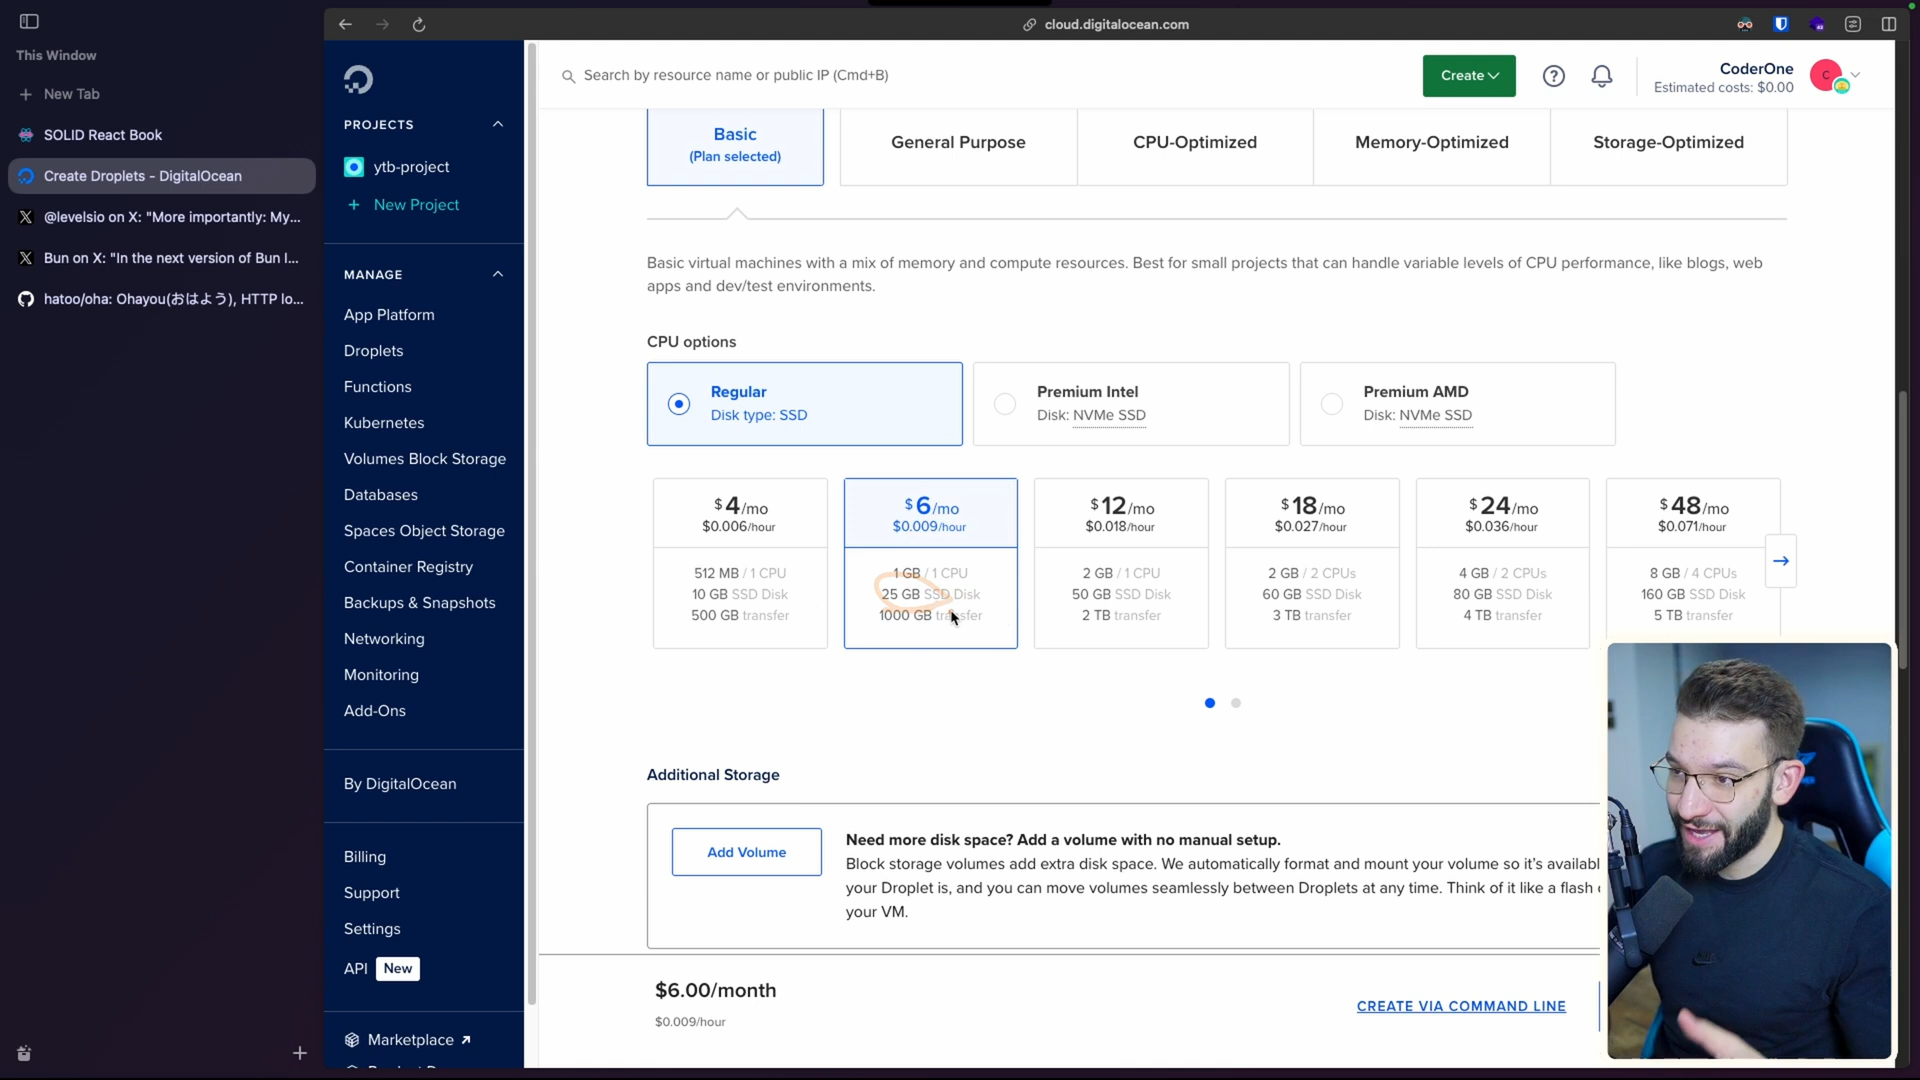 This Window
New Tab
SOLID React Book
Create Droplets - DigitalOcean
@levelsio on X: "More importantly: My...
Bun on X: "In the next version of Bun I...
hatoo/oha: Ohayou(おはよう), HTTP lo...
cloud.digitalocean.com
PROJECTS
ytb-project
+ New Project
MANAGE
App Platform
Droplets
Functions
Kubernetes
Volumes Block Storage
Databases
Spaces Object Storage
Container Registry
Backups & Snapshots
Networking
Monitoring
Add-Ons
By DigitalOcean
Billing
Support
Settings
API New
Marketplace
Search by resource name or public IP (Cmd+B)
Create
CoderOne
Estimated costs: $0.00
C
Basic
(Plan selected)
General Purpose
CPU-Optimized
Memory-Optimized
Storage-Optimized
Basic virtual machines with a mix of memory and compute resources. Best for small projects that can handle variable levels of CPU performance, like blogs, web
apps and dev/test environments.
CPU options
Regular
Disk type: SSD
Premium Intel
Disk: NVMe SSD
Premium AMD
Disk: NVMe SSD
$4/mo
$0.006/hour
512 MB / 1 CPU
10 GB SSD Disk
500 GB transfer
$6/mo
$0.009/hour
1 GB / 1 CPU
25 GB SSD Disk
1000 GB transfer
$12/mo
$0.018/hour
2 GB / 1 CPU
50 GB SSD Disk
2 TB transfer
$18/mo
$0.027/hour
2 GB / 2 CPUs
60 GB SSD Disk
3 TB transfer
$24/mo
$0.036/hour
4 GB / 2 CPUs
80 GB SSD Disk
4 TB transfer
$48/mo
$0.071/hour
8 GB / 4 CPUs
160 GB SSD Disk
5 TB transfer
Additional Storage
Add Volume
Need more disk space? Add a volume with no manual setup.
Block storage volumes add extra disk space. We automatically format and mount your volume so it's availabl
your Droplet is, and you can move volumes seamlessly between Droplets at any time. Think of it like a flash
your VM.
$6.00/month
$0.009/hour
CREATE VIA COMMAND LINE